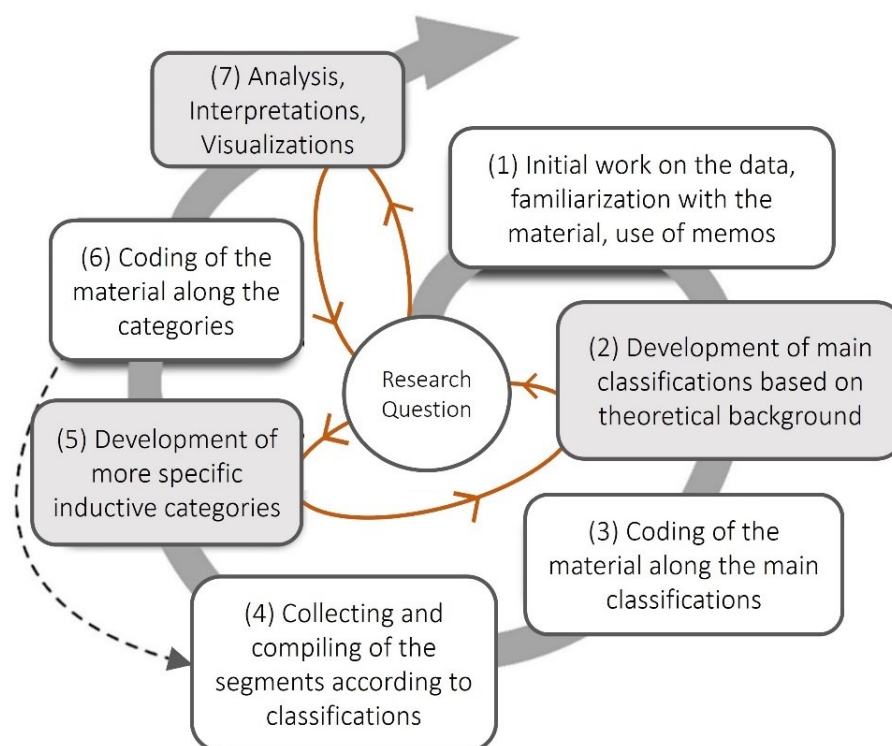 (7) Analysis,
Interpretations,
Visualizations
(1) Initial work on the data,
familiarization with the
material, use of memos
(6) Coding of the
material along the
categories
(2) Development of main
classifications based on
theoretical background
Research
Question
(5) Development of
more specific
inductive categories
(3) Coding of the
material along the main
classifications
(4) Collecting and
compiling of the
segments according to
classifications